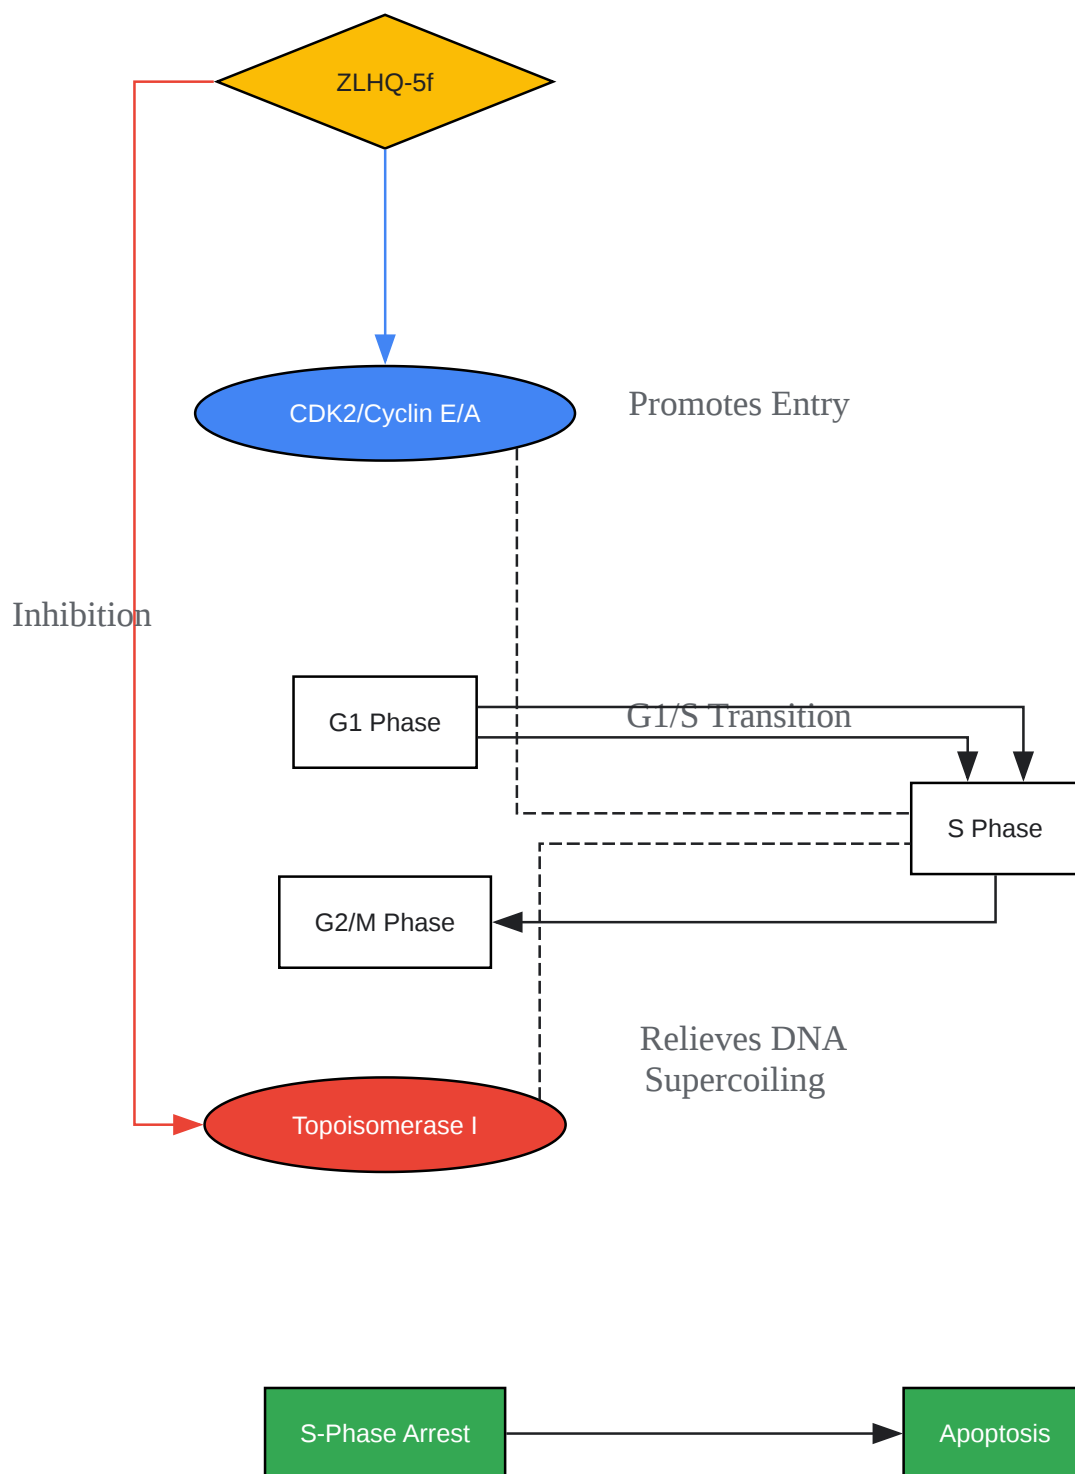 ZLHQ-5f
CDK2/Cyclin E/A
Promotes Entry
Inhibition
G1 Phase
G1/S Transition
S Phase
G2/M Phase
Relieves DNA
Supercoiling
Topoisomerase I
S-Phase Arrest
Apoptosis